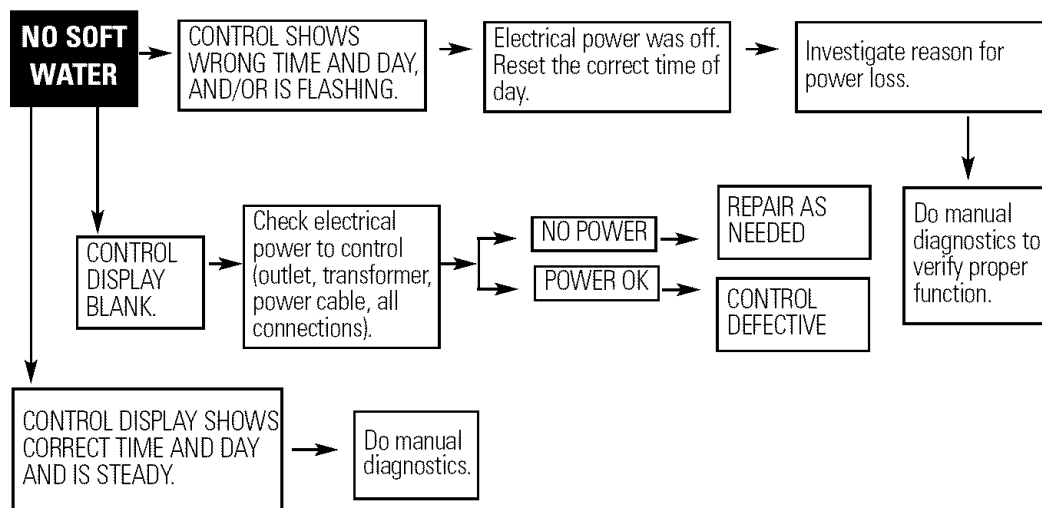 NO SOFT
WATER
CONTROL SHOWS
WRONG TIME AND DAY,
AND/OR IS FLASHING.
Electrical power was off.
Reset the correct time of
day.
Investigate reason for
power loss.
Do manual
diagnostics to
verify proper
function.
CONTROL
DISPLAY
BLANK.
Check electrical
power to control
(outlet, transformer,
power cable, all
connections).
NO POWER
REPAIR AS
NEEDED
POWER OK
CONTROL
DEFECTIVE
CONTROL DISPLAY SHOWS
CORRECT TIME AND DAY
AND IS STEADY.
Do manual
diagnostics.